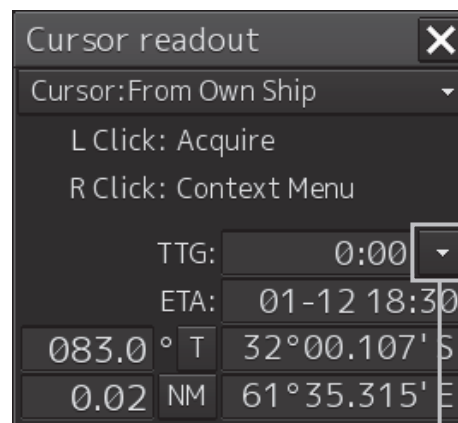 Cursor readout
Cursor:From Own Ship
L Click: Acquire
R Click: Context Menu
TTG: 0:00
ETA: 01-12 18:30
083.0 ° T 32°00.107' S
0.02 NM 61°35.315' E